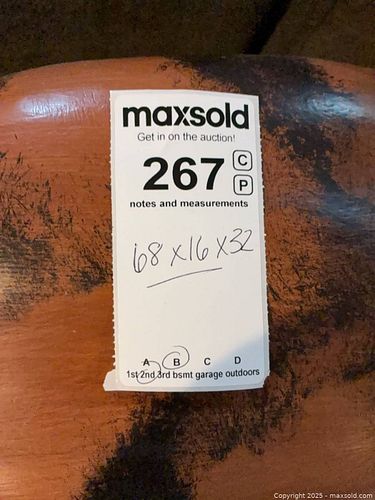 maxsold
Get in on the auction!
267 C
P
notes and measurements
68 x 16 x 32
A B C D
1st 2nd 3rd bsmt garage outdoors
Copyright 2025 - maxsold.com